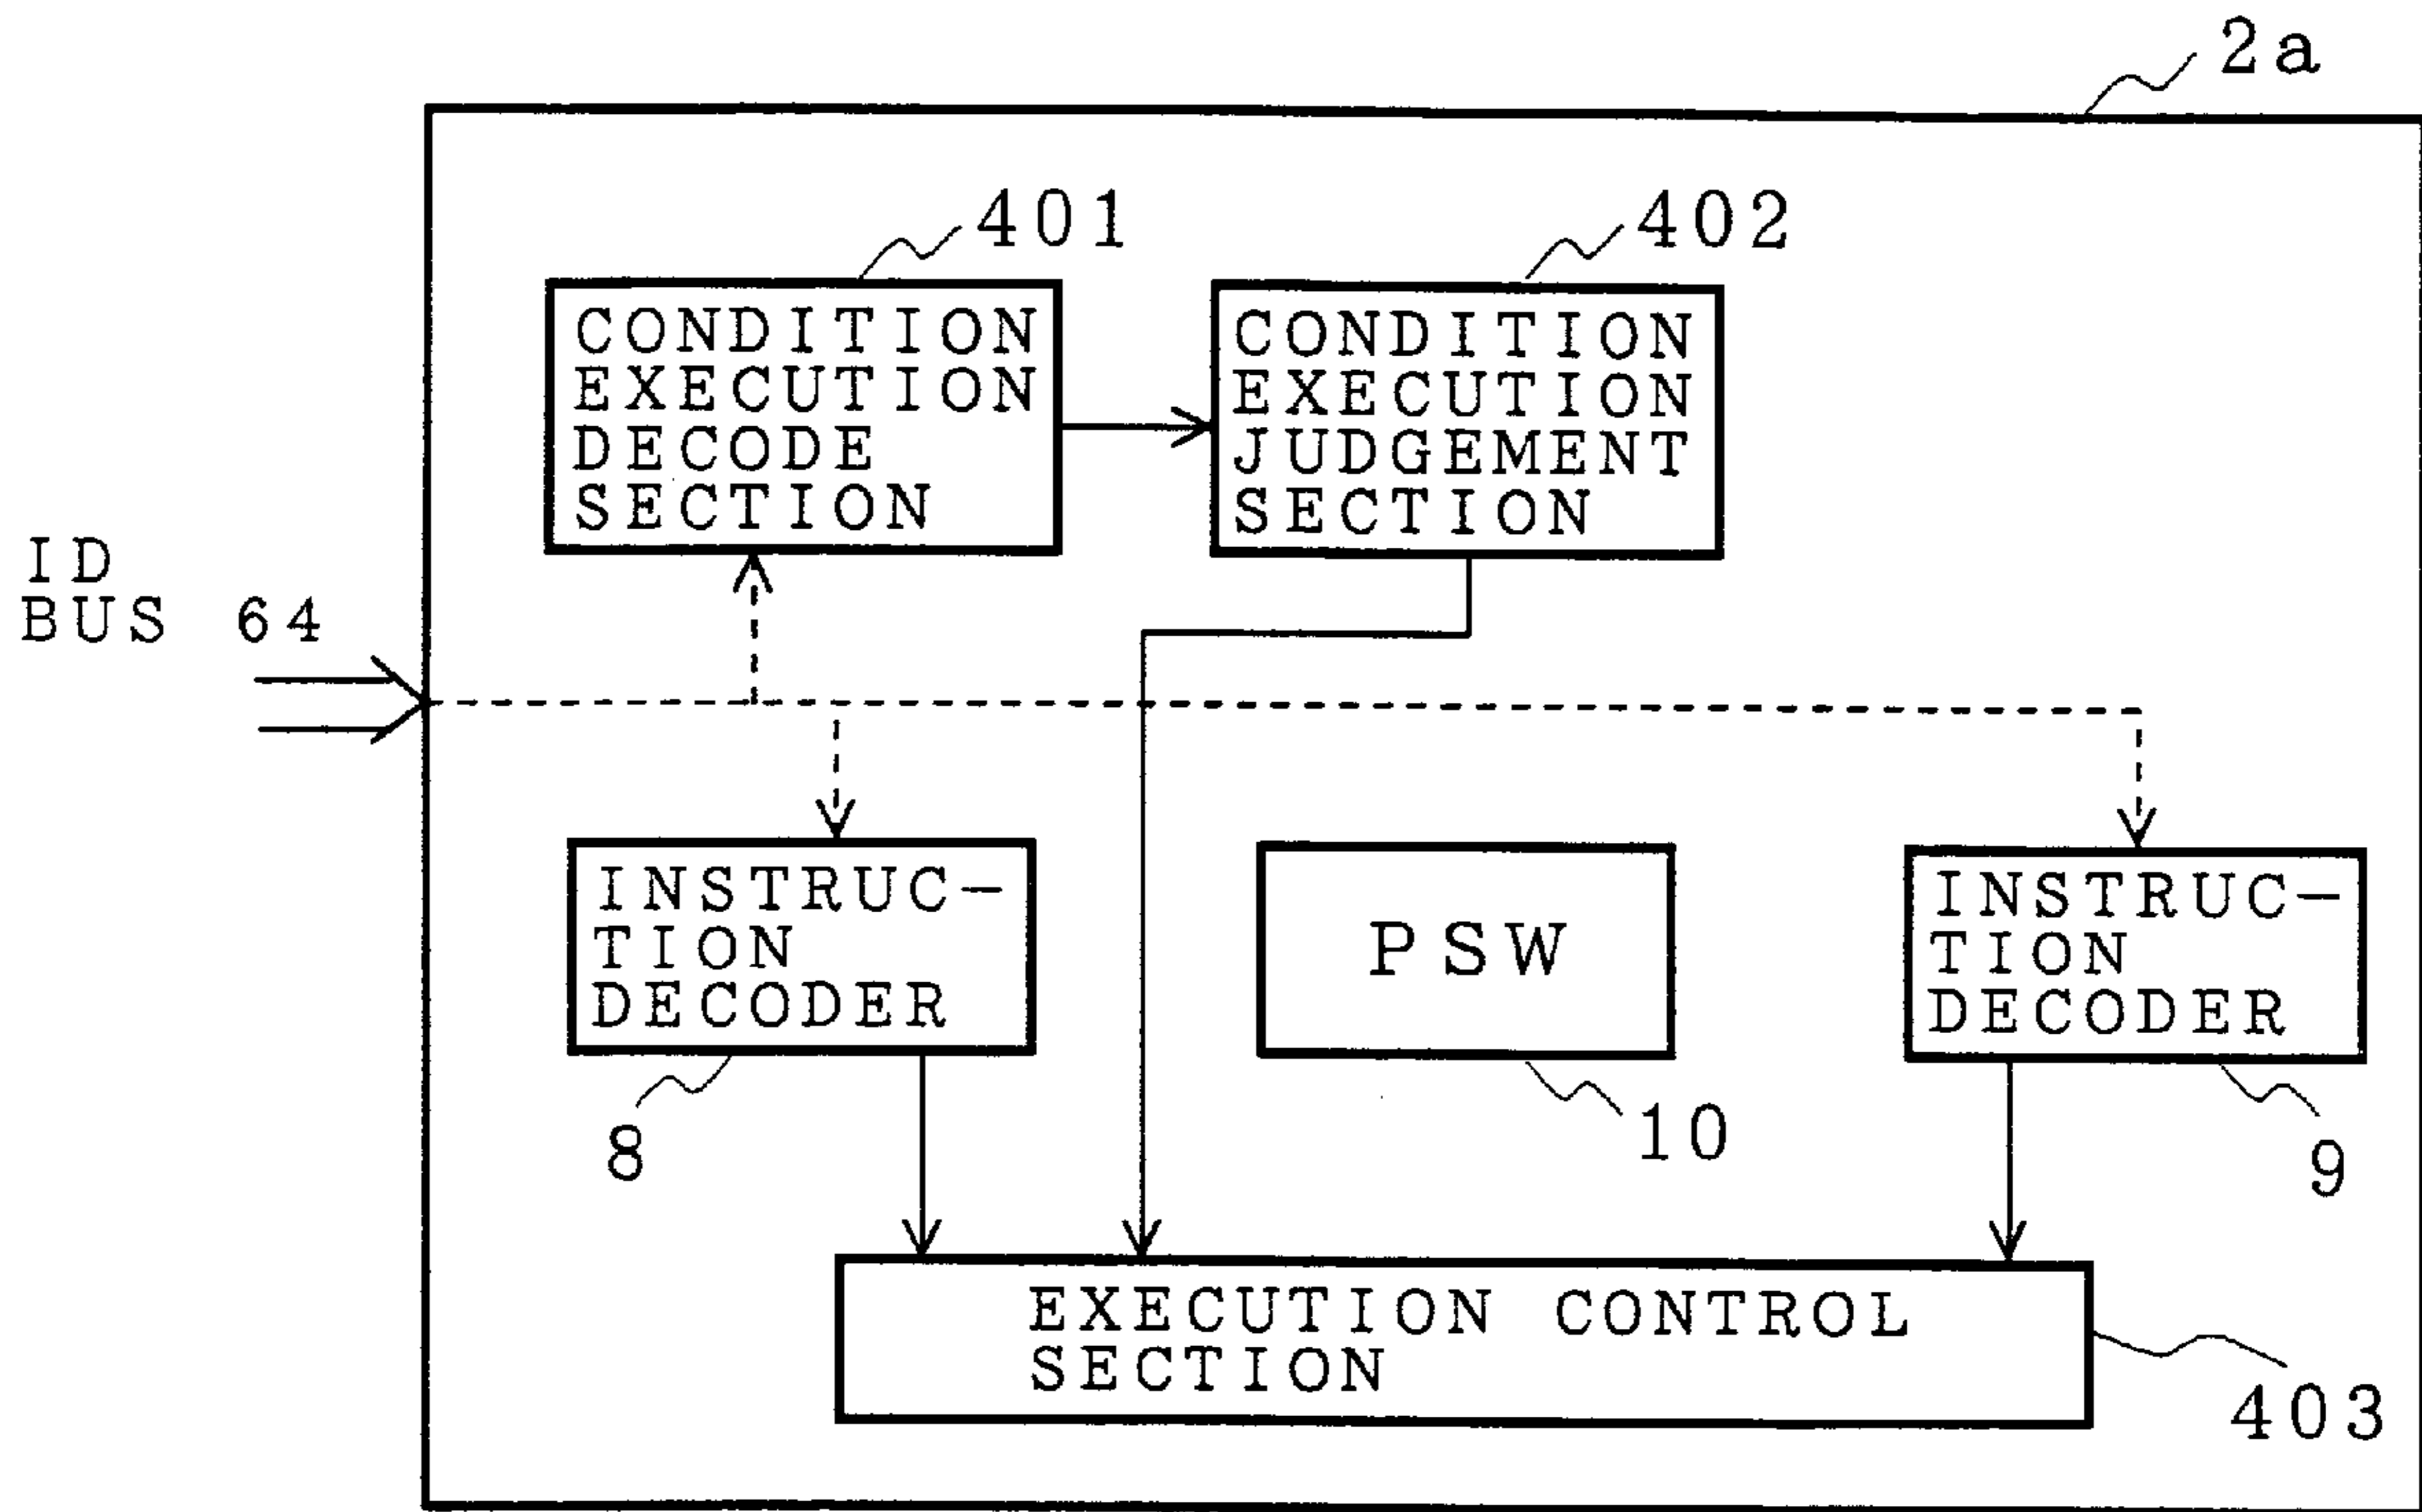 2a
401
402
CONDITION
EXECUTION
DECODE
SECTION
CONDITION
EXECUTION
JUDGEMENT
SECTION
ID
BUS 64
INSTRUC-
TION
DECODER
PSW
INSTRUC-
TION
DECODER
8
10
9
EXECUTION CONTROL
SECTION
403